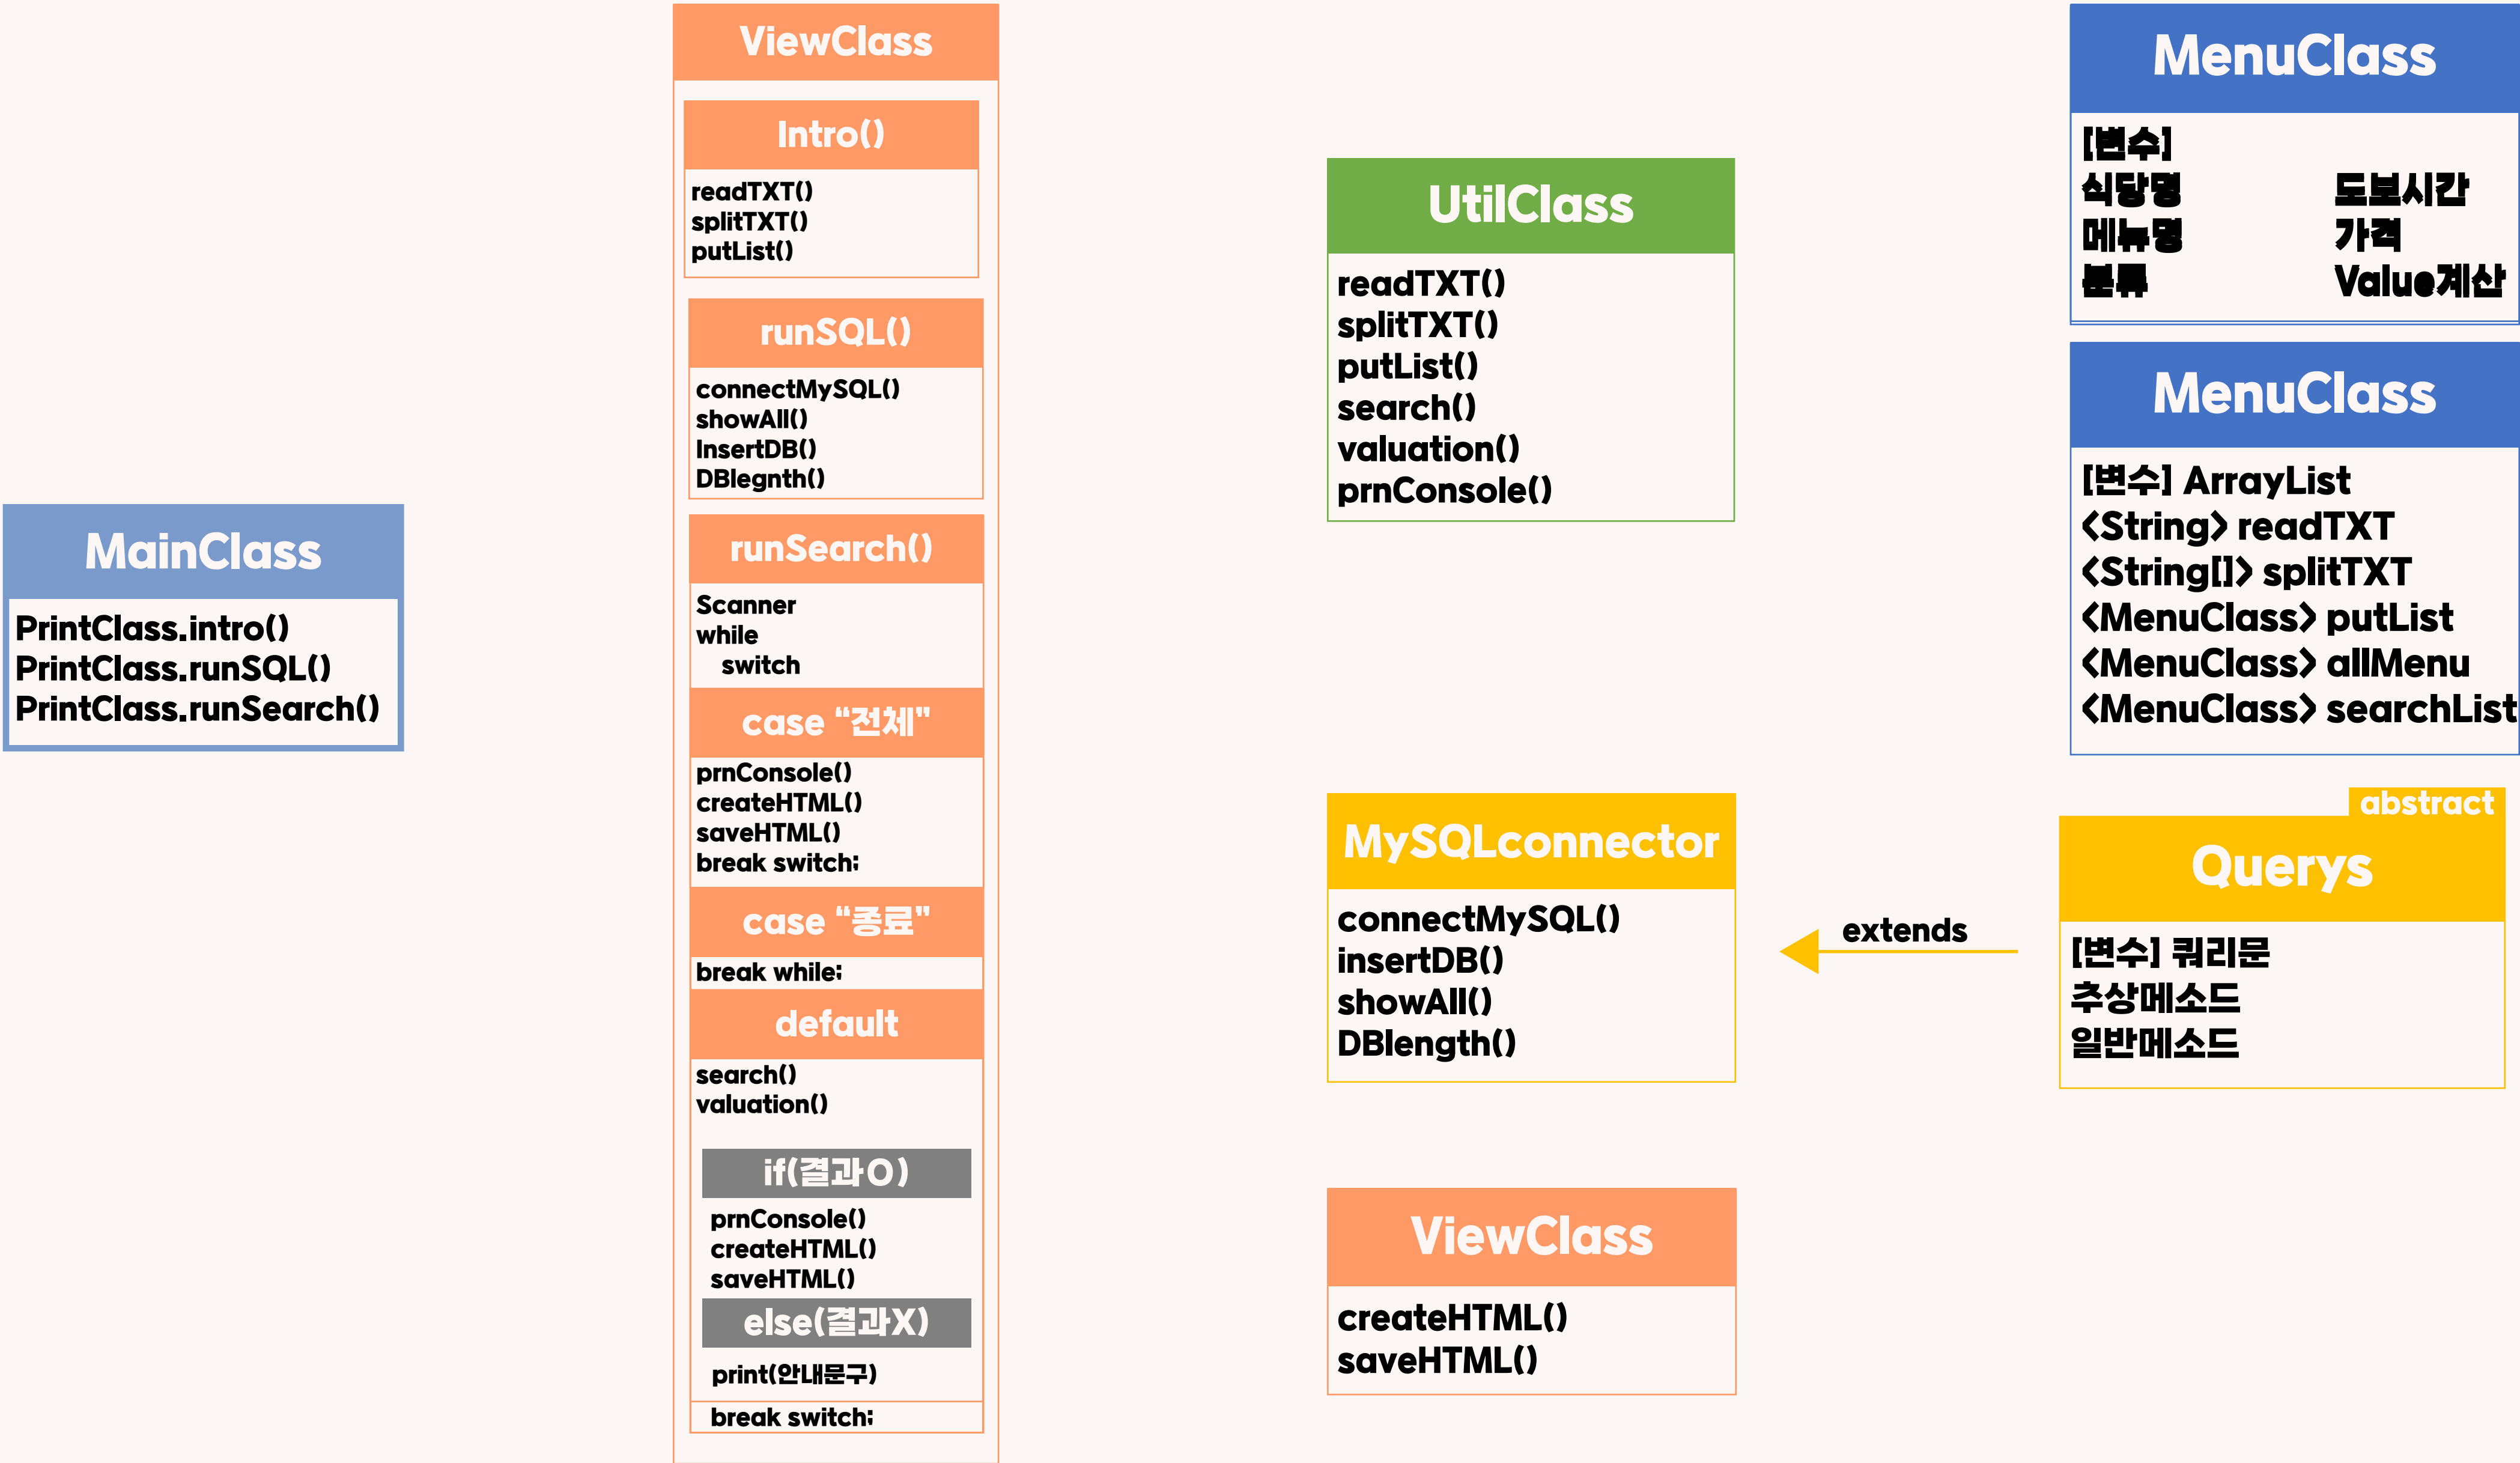 MainClass
PrintClass.intro()
PrintClass.runSQL()
PrintClass.runSearch()
ViewClass
Intro()
readTXT()
splitTXT()
putList()
runSQL()
connectMySQL()
showAll()
InsertDB()
DBlegnth()
runSearch()
Scanner
while
switch
case “전체”
prnConsole()
createHTML()
saveHTML()
break switch;
case “종료”
break while;
default
search()
valuation()
if(결과O)
prnConsole()
createHTML()
saveHTML()
else(결과X)
print(안내문구)
break switch;
UtilClass
readTXT()
splitTXT()
putList()
search()
valuation()
prnConsole()
MySQLconnector
connectMySQL()
insertDB()
showAll()
DBlength()
extends
ViewClass
createHTML()
saveHTML()
MenuClass
[변수]
식당명 도보시간
메뉴명 가격
분류 Value계산
MenuClass
[변수] ArrayList
<String> readTXT
<String[]> splitTXT
<MenuClass> putList
<MenuClass> allMenu
<MenuClass> searchList
abstract
Querys
[변수] 쿼리문
추상메소드
일반메소드